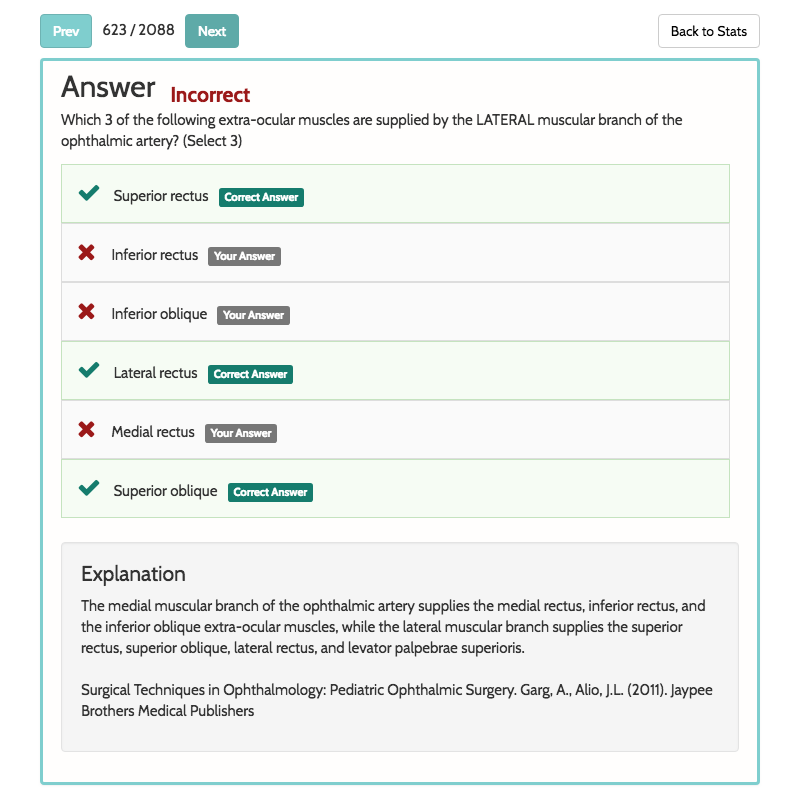 Prev 623 / 2088 Next Back to Stats
Answer Incorrect
Which 3 of the following extra-ocular muscles are supplied by the LATERAL muscular branch of the
ophthalmic artery? (Select 3)
Superior rectus Correct Answer
Inferior rectus Your Answer
Inferior oblique Your Answer
Lateral rectus Correct Answer
Medial rectus Your Answer
Superior oblique Correct Answer
Explanation
The medial muscular branch of the ophthalmic artery supplies the medial rectus, inferior rectus, and
the inferior oblique extra-ocular muscles, while the lateral muscular branch supplies the superior
rectus, superior oblique, lateral rectus, and levator palpebrae superioris.
Surgical Techniques in Ophthalmology: Pediatric Ophthalmic Surgery. Garg, A., Alio, J.L. (2011). Jaypee
Brothers Medical Publishers